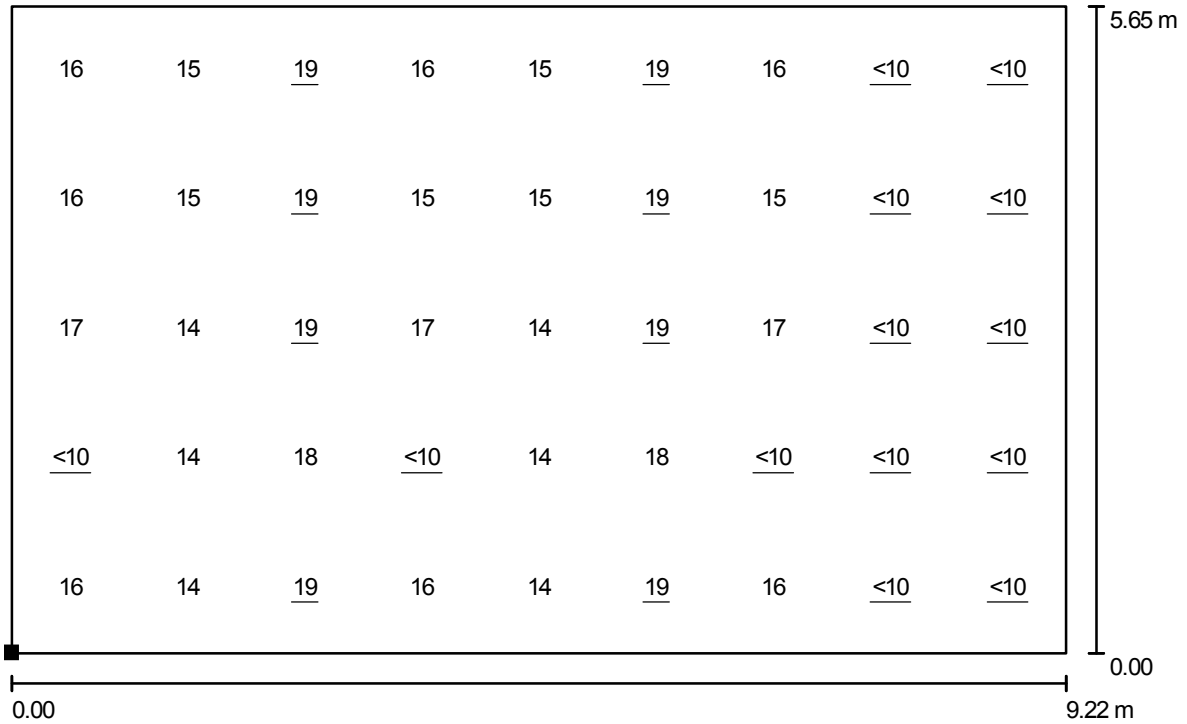 5.65 m
16 15 19 16 15 19 16 <10 <10
16 15 19 15 15 19 15 <10 <10
17 14 19 17 14 19 17 <10 <10
<10 14 18 <10 14 18 <10 <10 <10
16 14 19 16 14 19 16 <10 <10
0.00
0.00 9.22 m